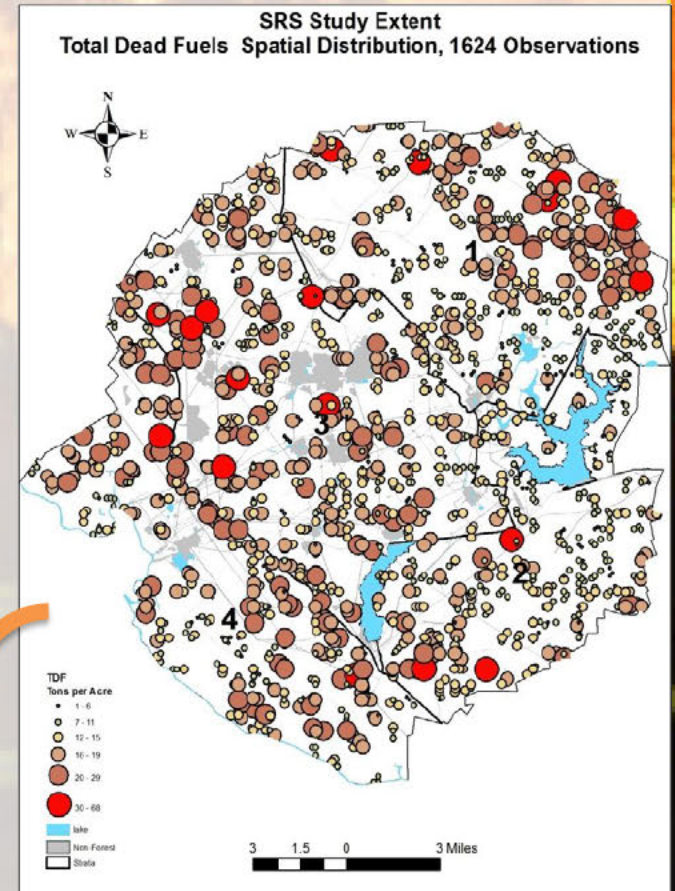 SRS Study Extent
Total Dead Fuels Spatial Distribution, 1624 Observations
N
W E
S
1
3
2
4
TDF
Tons per Acre
1 - 6
7 - 11
12 - 15
16 - 19
20 - 29
30 - 68
lake
Non-Forest
Strata
3 1.5 0 3 Miles